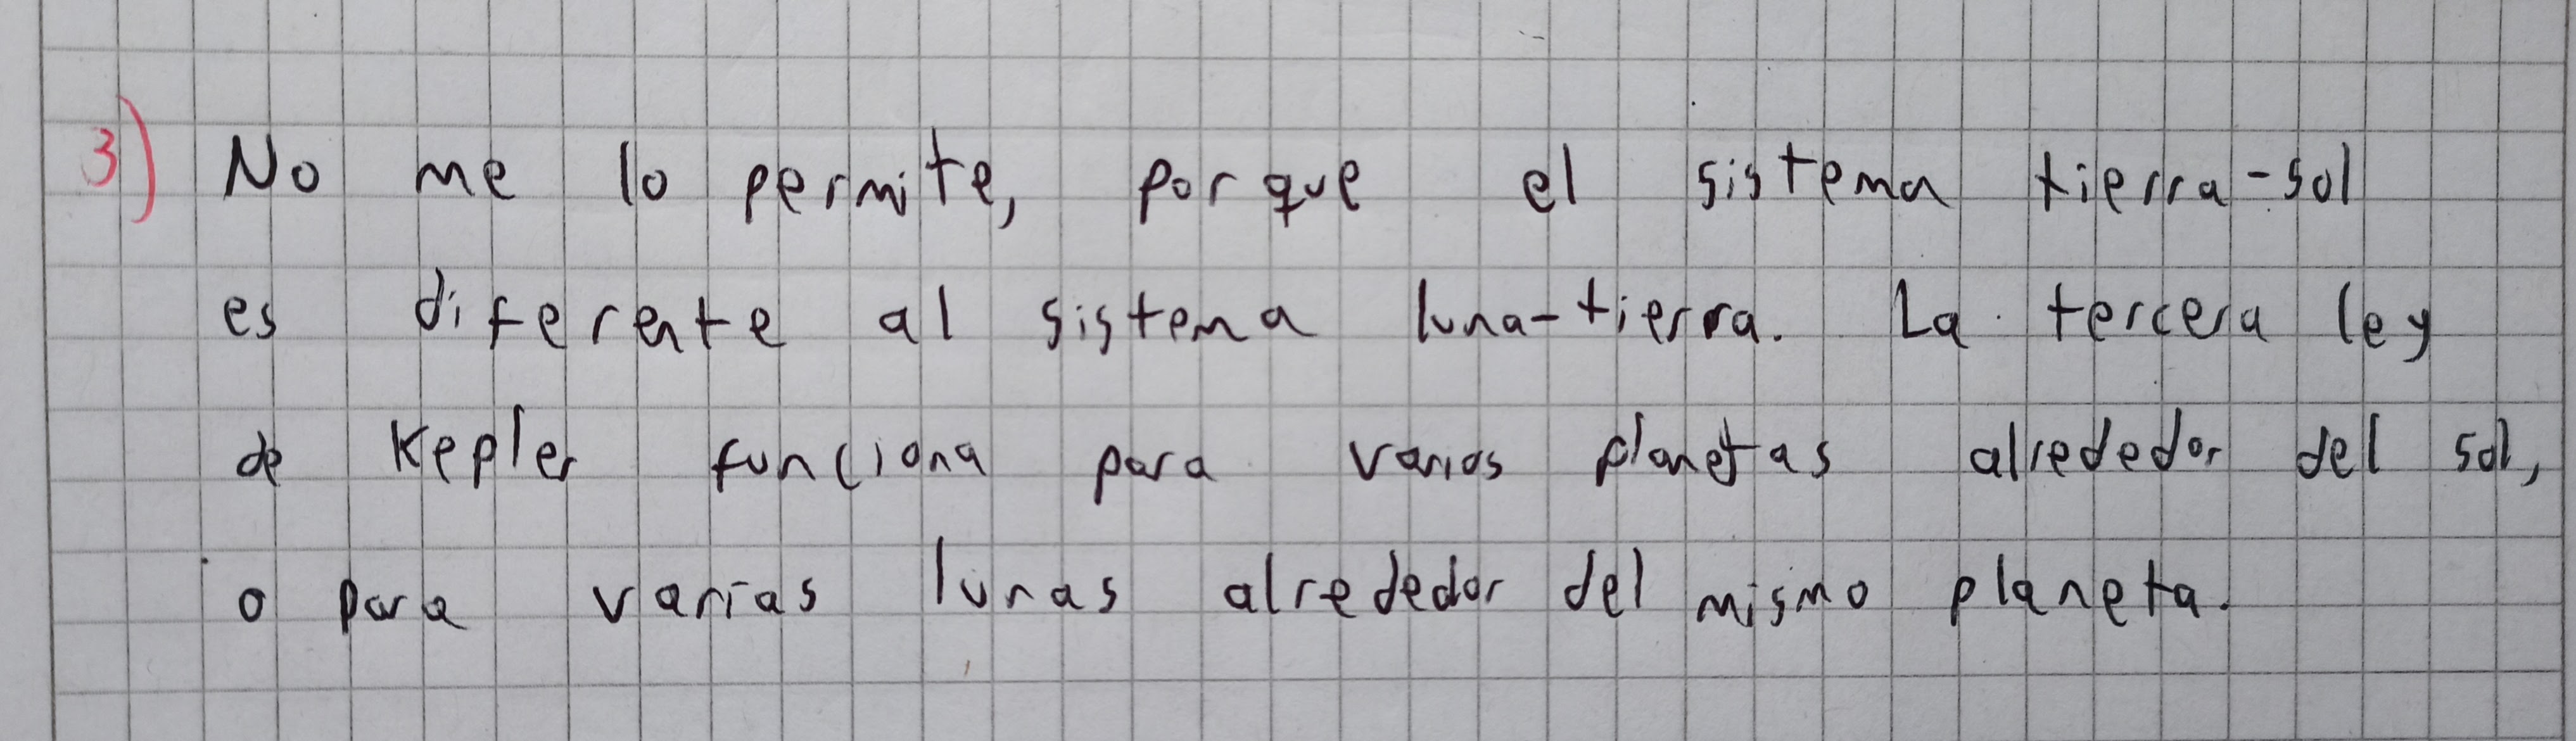 3) No me lo permite, porque el sistema tierra-sol
es diferente al sistema luna-tierra. La tercera ley
de Kepler funciona para varios planetas alrededor del sol,
o para varias lunas alrededor del mismo planeta.